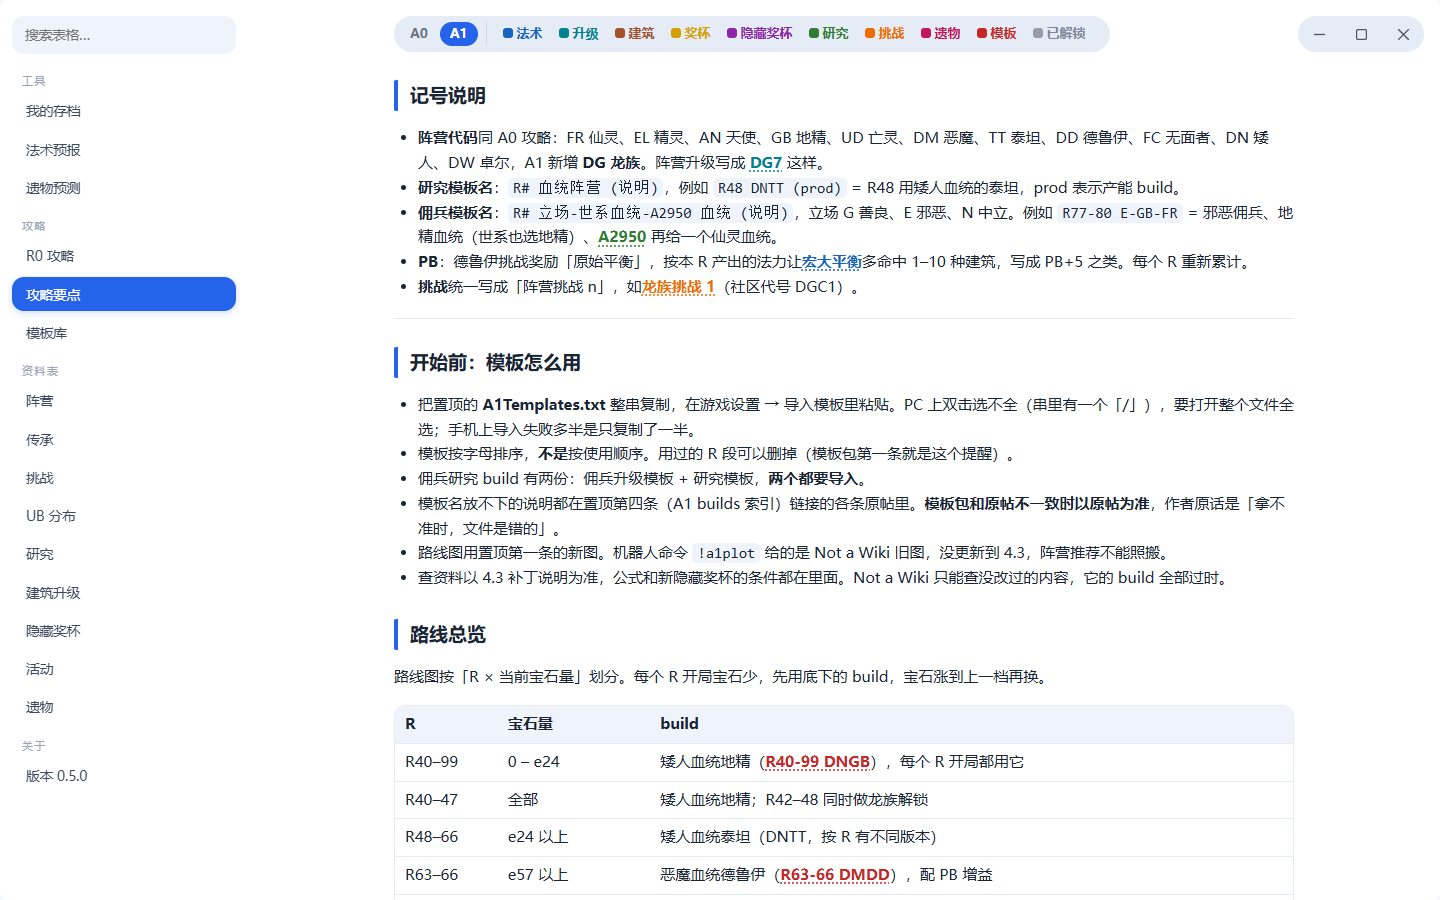 搜索表格...
工具
我的存档
法术预报
遗物预测
攻略
R0 攻略
攻略要点
模板库
资料表
阵营
传承
挑战
UB 分布
研究
建筑升级
隐藏奖杯
活动
遗物
关于
版本 0.5.0
A0 A1 法术 升级 建筑 奖杯 隐藏奖杯 研究 挑战 遗物 模板 已解锁
记号说明
阵营代码同 A0 攻略：FR 仙灵、EL 精灵、AN 天使、GB 地精、UD 亡灵、DM 恶魔、TT 泰坦、DD 德鲁伊、FC 无面者、DN 矮
人、DW 卓尔，A1 新增 DG 龙族。阵营升级写成 DG7 这样。
研究模板名：R# 血统阵营 (说明)，例如 R48 DNTT (prod) = R48 用矮人血统的泰坦，prod 表示产能 build。
佣兵模板名：R# 立场-世系血统-A2950 血统 (说明)，立场 G 善良、E 邪恶、N 中立。例如 R77-80 E-GB-FR = 邪恶佣兵、地
精血统（世系也选地精）、A2950 再给一个仙灵血统。
PB：德鲁伊挑战奖励「原始平衡」，按本 R 产出的法力让宏大平衡多命中 1–10 种建筑，写成 PB+5 之类。每个 R 重新累计。
挑战统一写成「阵营挑战 n」，如龙族挑战 1（社区代号 DGC1）。
开始前：模板怎么用
把置顶的 A1Templates.txt 整串复制，在游戏设置 → 导入模板里粘贴。PC 上双击选不全（串里有一个「/」），要打开整个文件全
选；手机上导入失败多半是只复制了一半。
模板按字母排序，不是按使用顺序。用过的 R 段可以删掉（模板包第一条就是这个提醒）。
佣兵研究 build 有两份：佣兵升级模板 + 研究模板，两个都要导入。
模板名放不下的说明都在置顶第四条（A1 builds 索引）链接的各条原帖里。模板包和原帖不一致时以原帖为准，作者原话是「拿不
准时，文件是错的」。
路线图用置顶第一条的新图。机器人命令 !a1plot 给的是 Not a Wiki 旧图，没更新到 4.3，阵营推荐不能照搬。
查资料以 4.3 补丁说明为准，公式和新隐藏奖杯的条件都在里面。Not a Wiki 只能查没改过的内容，它的 build 全部过时。
路线总览
路线图按「R × 当前宝石量」划分。每个 R 开局宝石少，先用底下的 build，宝石涨到上一档再换。
R 宝石量 build
R40–99 0 – e24 矮人血统地精（R40-99 DNGB），每个 R 开局都用它
R40–47 全部 矮人血统地精；R42–48 同时做龙族解锁
R48–66 e24 以上 矮人血统泰坦（DNTT，按 R 有不同版本）
R63–66 e57 以上 恶魔血统德鲁伊（R63-66 DMDD），配 PB 增益